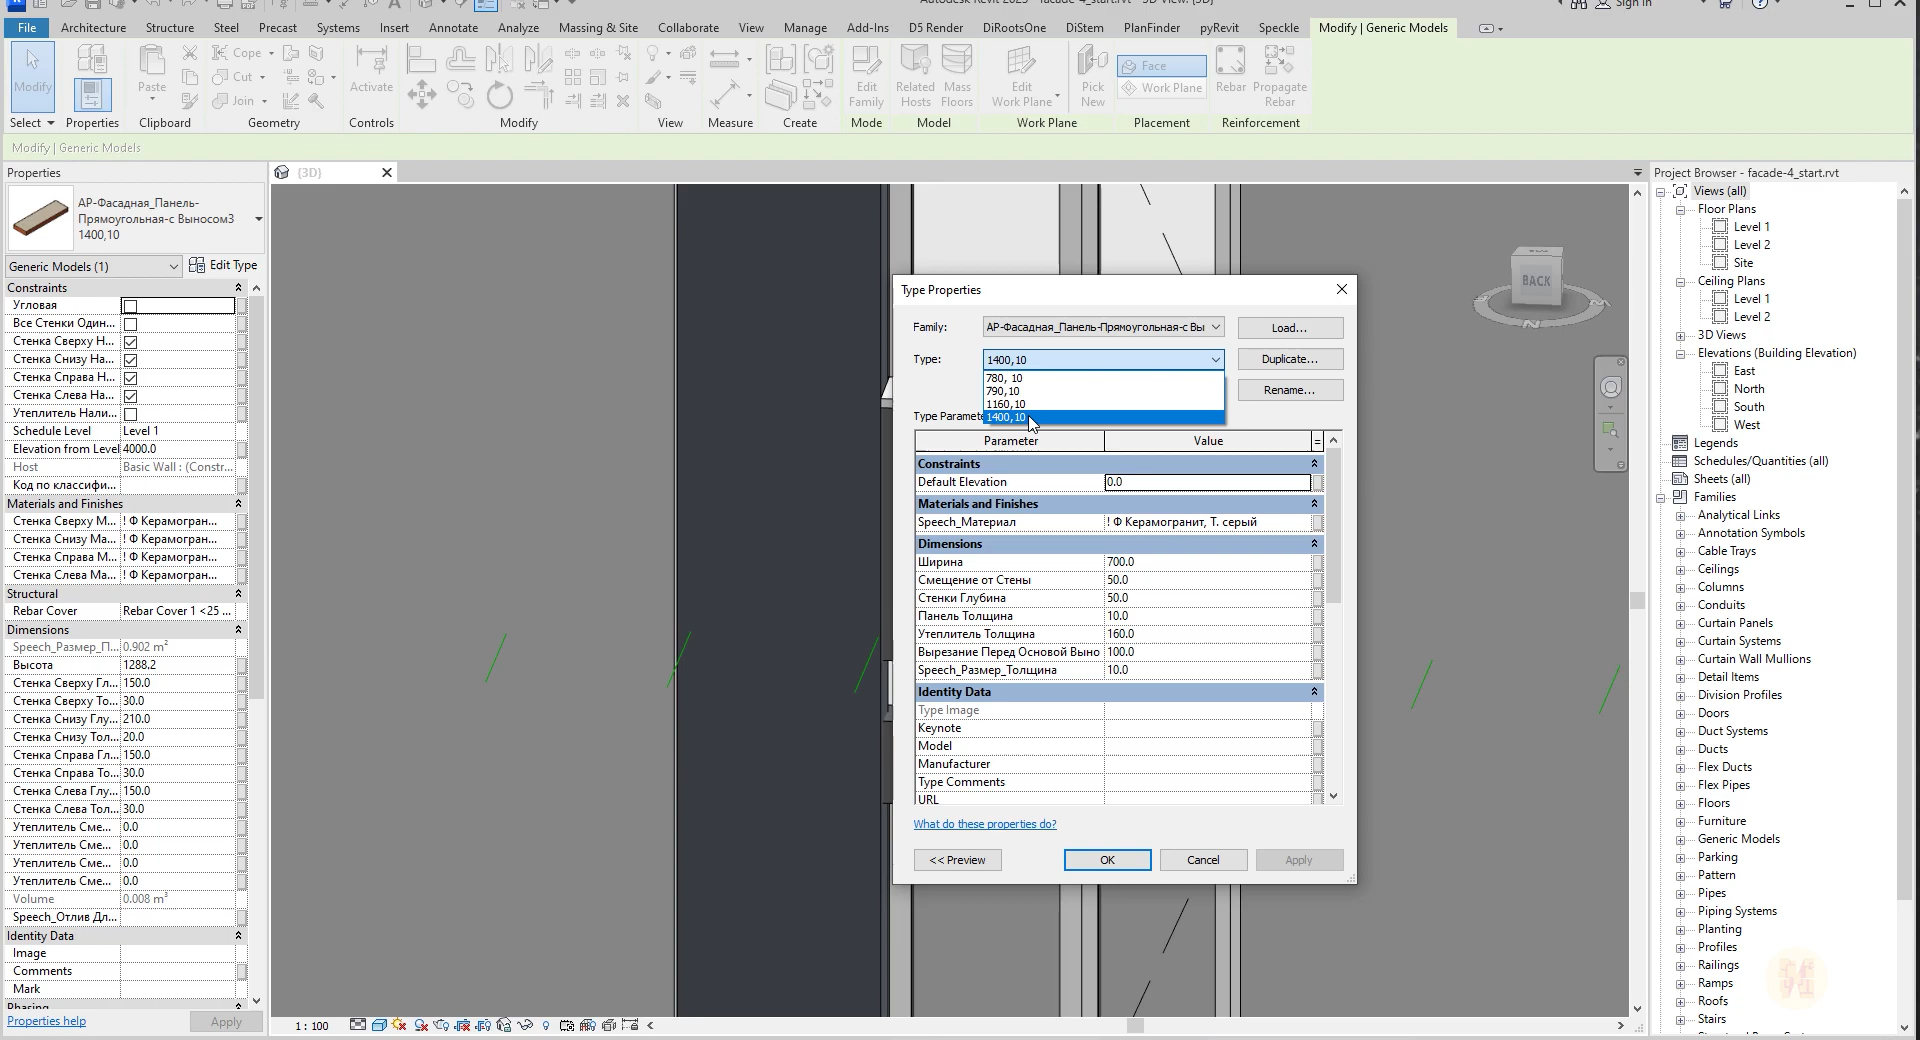 Autodesk Revit 2023 - facade-4_start.rvt - 3D View: {3D}
Sign In
File Architecture Structure Steel Precast Systems Insert Annotate Analyze Massing & Site Collaborate View Manage Add-Ins D5 Render DiRootsOne DiStem PlanFinder pyRevit Speckle Modify | Generic Models
Modify Paste Cope Cut Join Activate Edit Family Related Hosts Mass Floors Edit Work Plane Pick New Face Work Plane Rebar Propagate Rebar
Select Properties Clipboard Geometry Controls Modify View Measure Create Mode Model Work Plane Placement Reinforcement
Modify | Generic Models
Properties
АР-Фасадная_Панель-
Прямоугольная-с Выносом3
1400,10
Generic Models (1) Edit Type
Constraints
Угловая
Все Стенки Один...
Стенка Сверху Н...
Стенка Снизу На...
Стенка Справа Н...
Стенка Слева На...
Утеплитель Нали...
Schedule Level Level 1
Elevation from Level 4000.0
Host Basic Wall : (Constr...
Код по классифи...
Materials and Finishes
Стенка Сверху М... ! Ф Керамогран...
Стенка Снизу Ма... ! Ф Керамогран...
Стенка Справа М... ! Ф Керамогран...
Стенка Слева Ма... ! Ф Керамогран...
Structural
Rebar Cover Rebar Cover 1 <25 ...
Dimensions
Speech_Размер_П... 0.902 m²
Высота 1288.2
Стенка Сверху Гл... 150.0
Стенка Сверху То... 30.0
Стенка Снизу Глу... 210.0
Стенка Снизу Тол... 20.0
Стенка Справа Гл... 150.0
Стенка Справа То... 30.0
Стенка Слева Глу... 150.0
Стенка Слева Тол... 30.0
Утеплитель Сме... 0.0
Утеплитель Сме... 0.0
Утеплитель Сме... 0.0
Утеплитель Сме... 0.0
Volume 0.008 m³
Speech_Отлив Дл...
Identity Data
Image
Comments
Mark
Phasing
Properties help Apply
{3D}
BACK
N
1 : 100
Type Properties
Family: АР-Фасадная_Панель-Прямоугольная-с Вы Load...
Type: 1400,10 Duplicate...
780, 10
790,10
Rename...
1160,10
1400,10
Type Paramete
Parameter Value =
Constraints
Default Elevation 0.0
Materials and Finishes
Speech_Материал ! Ф Керамогранит, Т. серый
Dimensions
Ширина 700.0
Смещение от Стены 50.0
Стенки Глубина 50.0
Панель Толщина 10.0
Утеплитель Толщина 160.0
Вырезание Перед Основой Выно 100.0
Speech_Размер_Толщина 10.0
Identity Data
Type Image
Keynote
Model
Manufacturer
Type Comments
URL
What do these properties do?
<< Preview OK Cancel Apply
Project Browser - facade-4_start.rvt
Views (all)
Floor Plans
Level 1
Level 2
Site
Ceiling Plans
Level 1
Level 2
3D Views
Elevations (Building Elevation)
East
North
South
West
Legends
Schedules/Quantities (all)
Sheets (all)
Families
Analytical Links
Annotation Symbols
Cable Trays
Ceilings
Columns
Conduits
Curtain Panels
Curtain Systems
Curtain Wall Mullions
Detail Items
Division Profiles
Doors
Duct Systems
Ducts
Flex Ducts
Flex Pipes
Floors
Furniture
Generic Models
Parking
Pattern
Pipes
Piping Systems
Planting
Profiles
Railings
Ramps
Roofs
Stairs